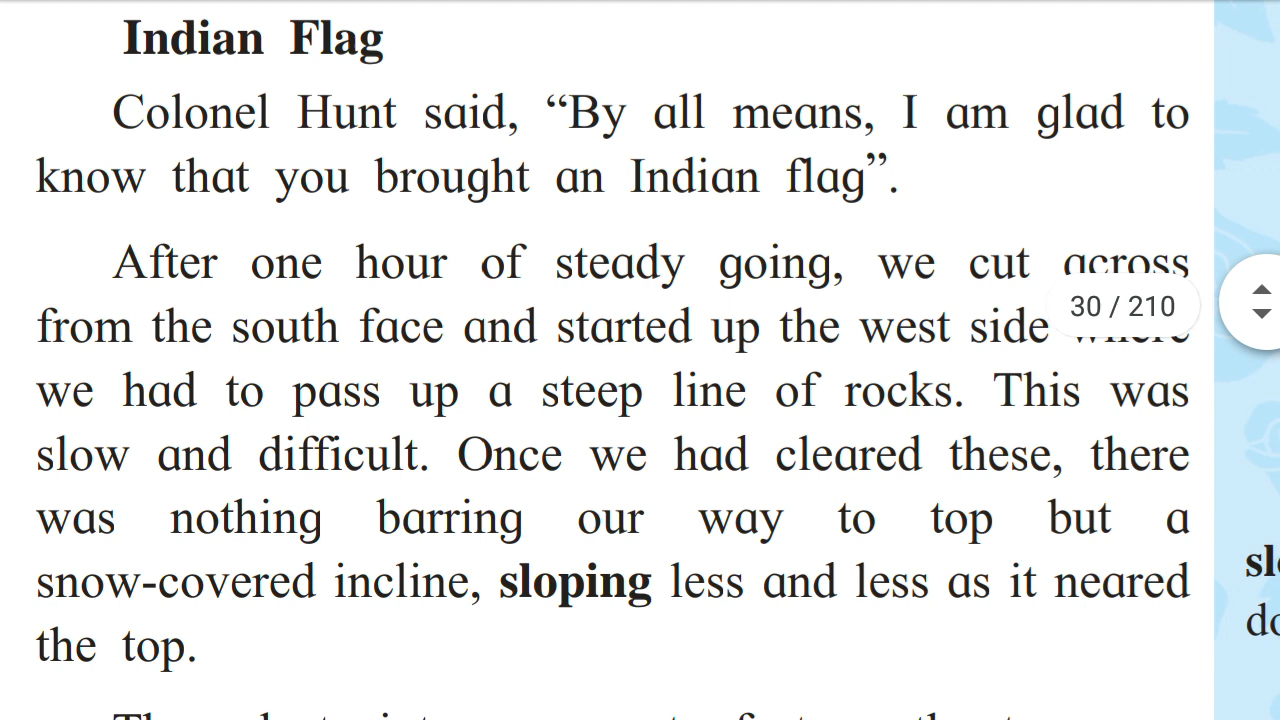 Indian Flag
Colonel Hunt said, “By all means, I am glad to
know that you brought an Indian flag”.
After one hour of steady going, we cut across
from the south face and started up the west side where
30 / 210
we had to pass up a steep line of rocks. This was
slow and difficult. Once we had cleared these, there
was nothing barring our way to top but a
snow-covered incline, sloping less and less as it neared
the top.